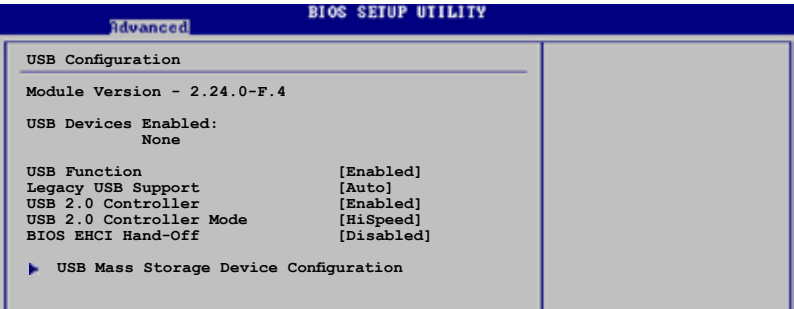 BIOS SETUP UTILITY
Advanced
USB Configuration
Module Version - 2.24.0-F.4
USB Devices Enabled:
None
USB Function [Enabled]
Legacy USB Support [Auto]
USB 2.0 Controller [Enabled]
USB 2.0 Controller Mode [HiSpeed]
BIOS EHCI Hand-Off [Disabled]
USB Mass Storage Device Configuration